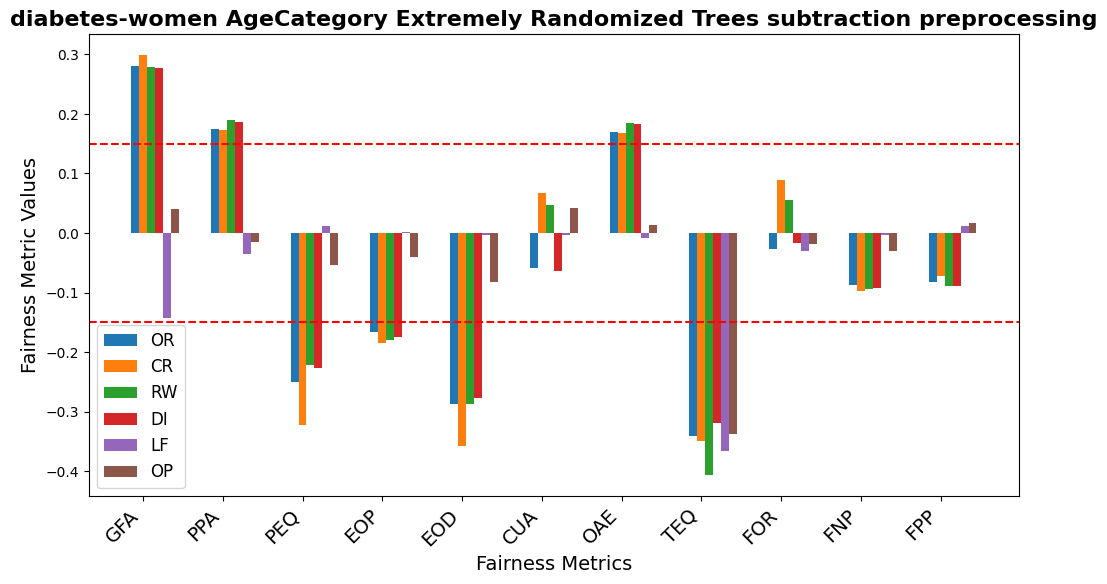 diabetes-women AgeCategory Extremely Randomized Trees subtraction preprocessing
Fairness Metric Values
0.3
0.2
0.1
0.0
−0.1
−0.2
−0.3
−0.4
OR
CR
RW
DI
LF
OP
GFA
PPA
PEQ
EOP
EOD
CUA
OAE
TEQ
FOR
FNP
FPP
Fairness Metrics